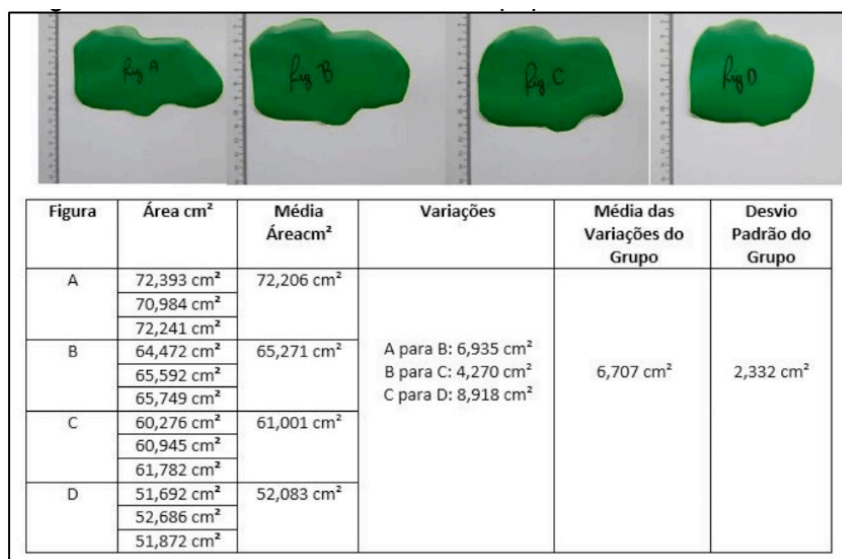 fig A
fig B
fig C
fig D
Figura Área cm² Média Áreacm² Variações Média das Variações do Grupo Desvio Padrão do Grupo
A 72,393 cm² 72,206 cm²
70,984 cm²
72,241 cm²
B 64,472 cm² 65,271 cm²
65,592 cm²
65,749 cm²
A para B: 6,935 cm²
B para C: 4,270 cm²
C para D: 8,918 cm²
6,707 cm²
2,332 cm²
C 60,276 cm² 61,001 cm²
60,945 cm²
61,782 cm²
D 51,692 cm² 52,083 cm²
52,686 cm²
51,872 cm²